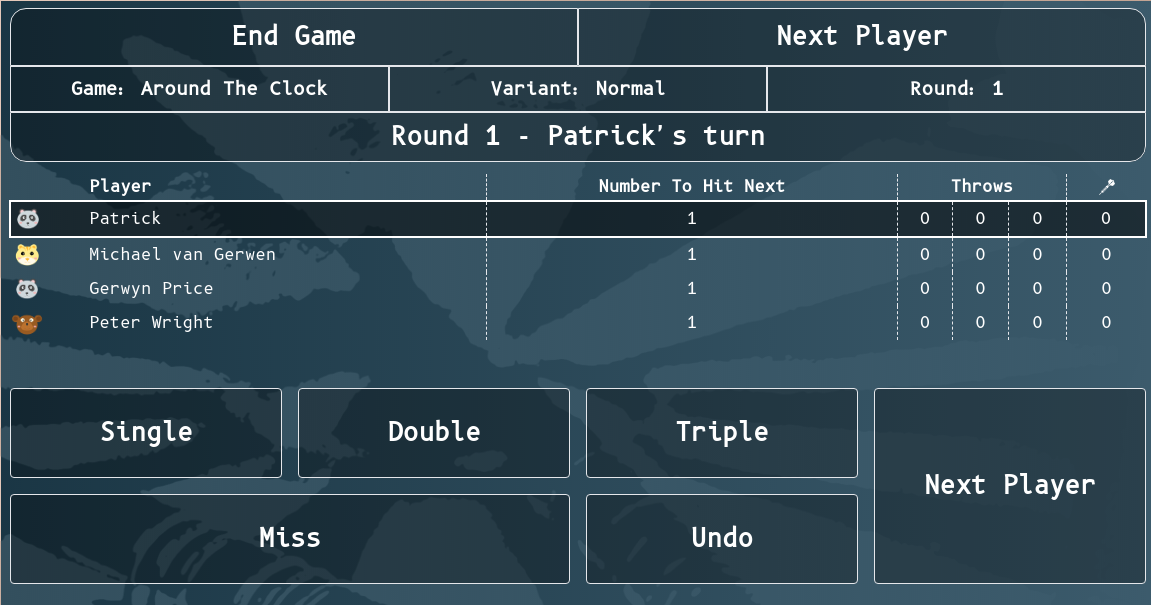 End Game Next Player
Game: Around The Clock Variant: Normal Round: 1
Round 1 - Patrick's turn
Player Number To Hit Next Throws
Patrick 1 0 0 0 0
Michael van Gerwen 1 0 0 0 0
Gerwyn Price 1 0 0 0 0
Peter Wright 1 0 0 0 0
Single Double Triple
Next Player
Miss Undo